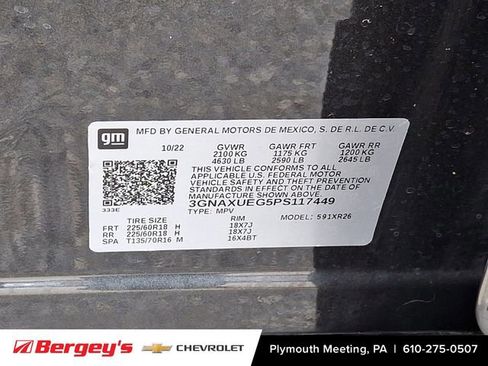 gm
MFD BY GENERAL MOTORS DE MEXICO, S. DE R.L. DE C.V.
10/22 GVWR GAWR FRT GAWR RR
2100 KG 1175 KG 1200 KG
4630 LB 2590 LB 2645 LB
THIS VEHICLE CONFORMS TO ALL
APPLICABLE U.S. FEDERAL MOTOR
VEHICLE SAFETY, BUMPER, AND THEFT
PREVENTION STANDARDS IN EFFECT ON
THE DATE OF MANUFACTURE SHOWN ABOVE.
3GNAXUEG5PS117449
333E TYPE: MPV MODEL: 591XR26
TIRE SIZE RIM
FRT 225/60R18 H 18X7J
RR 225/60R18 H 18X7J
SPA T135/70R16 M 16X4BT
Bergey's CHEVROLET Plymouth Meeting, PA | 610-275-0507